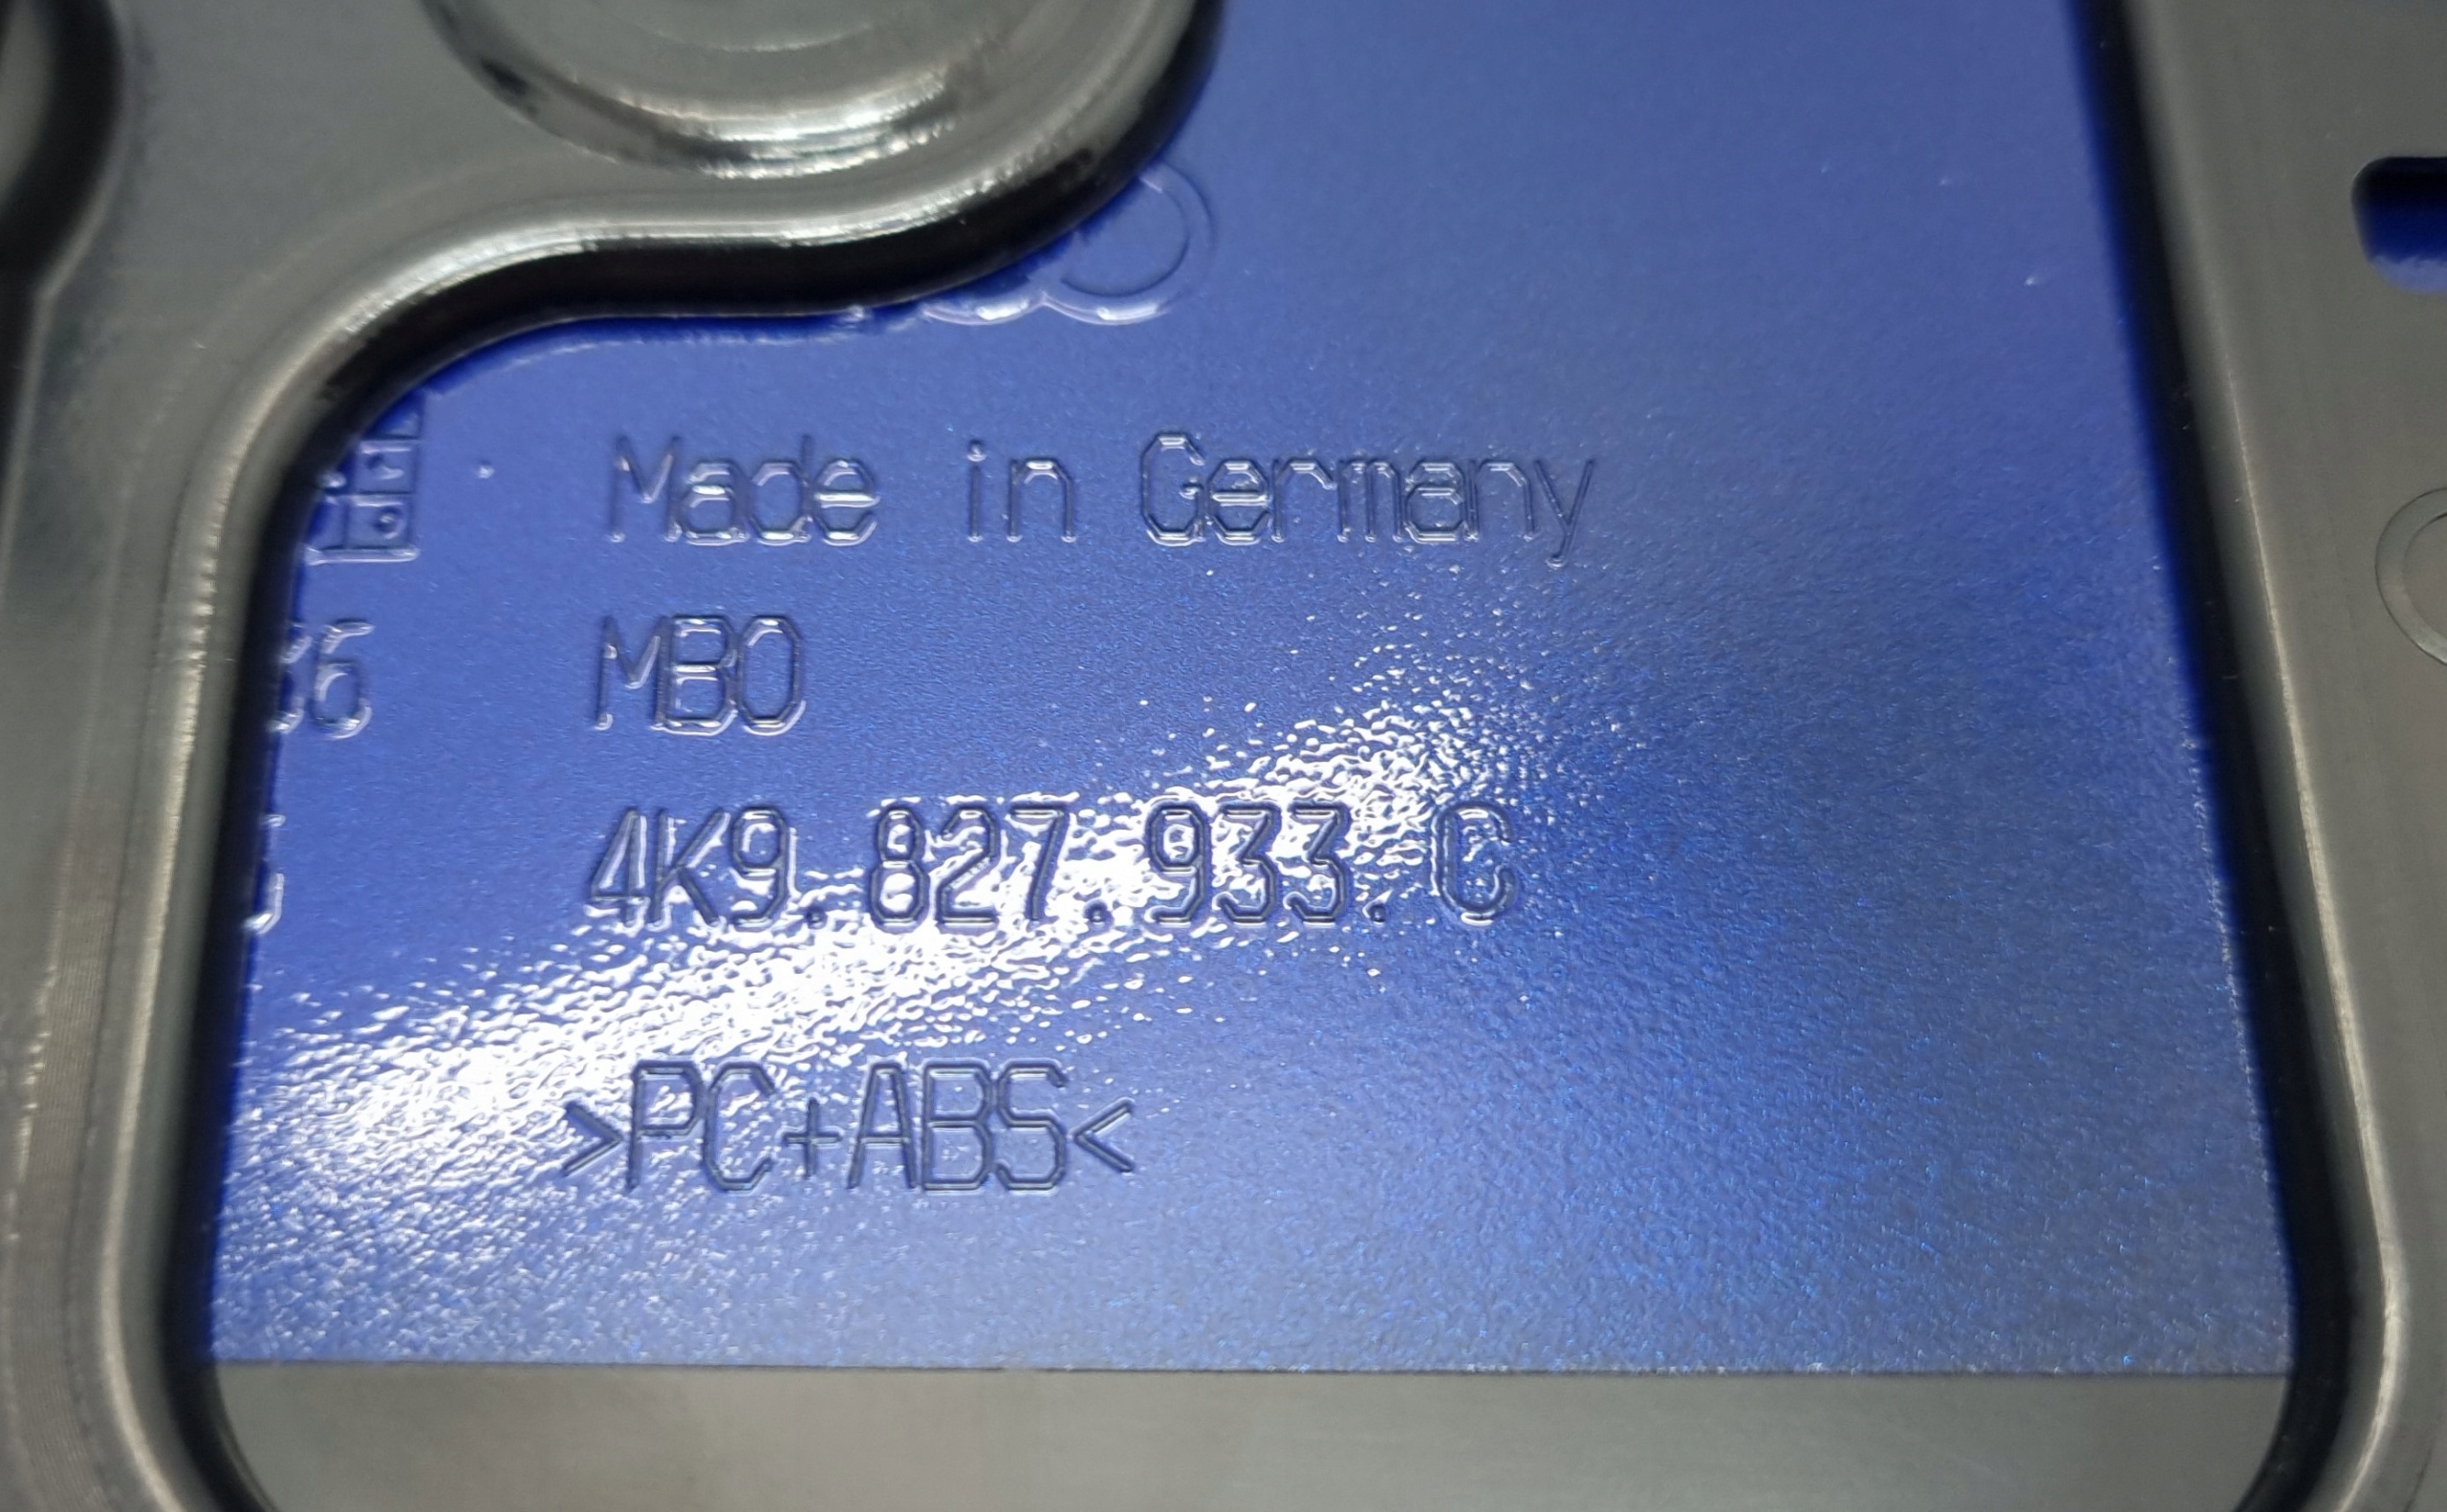 Made in Germany
MBO
4K9.827.933.C
>PC+ABS<